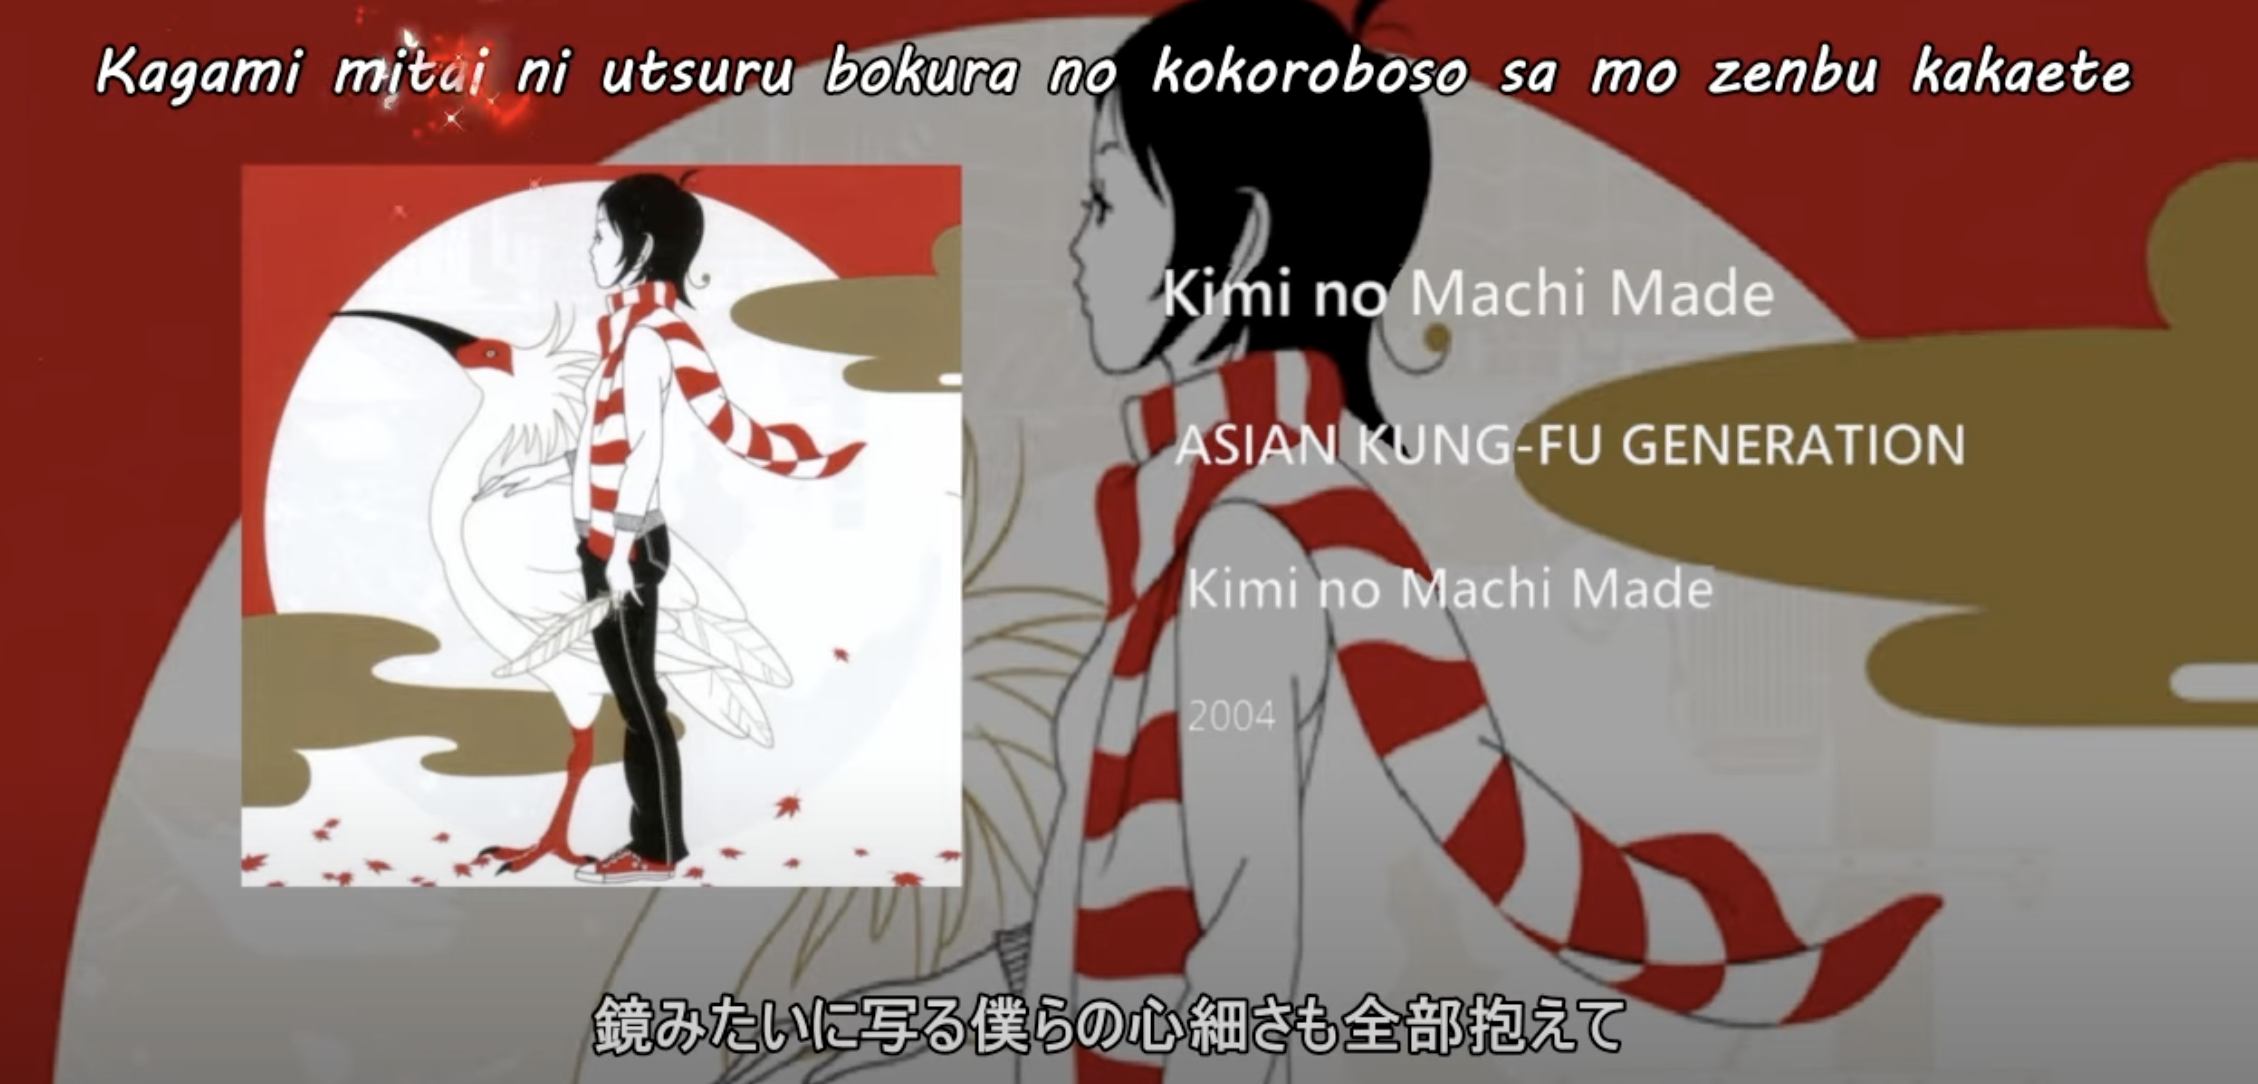 Kagami mitai ni utsuru bokura no kokoroboso sa mo zenbu kakaete
Kimi no Machi Made
ASIAN KUNG-FU GENERATION
Kimi no Machi Made
2004
鏡みたいに写る僕らの心細さも全部抱えて